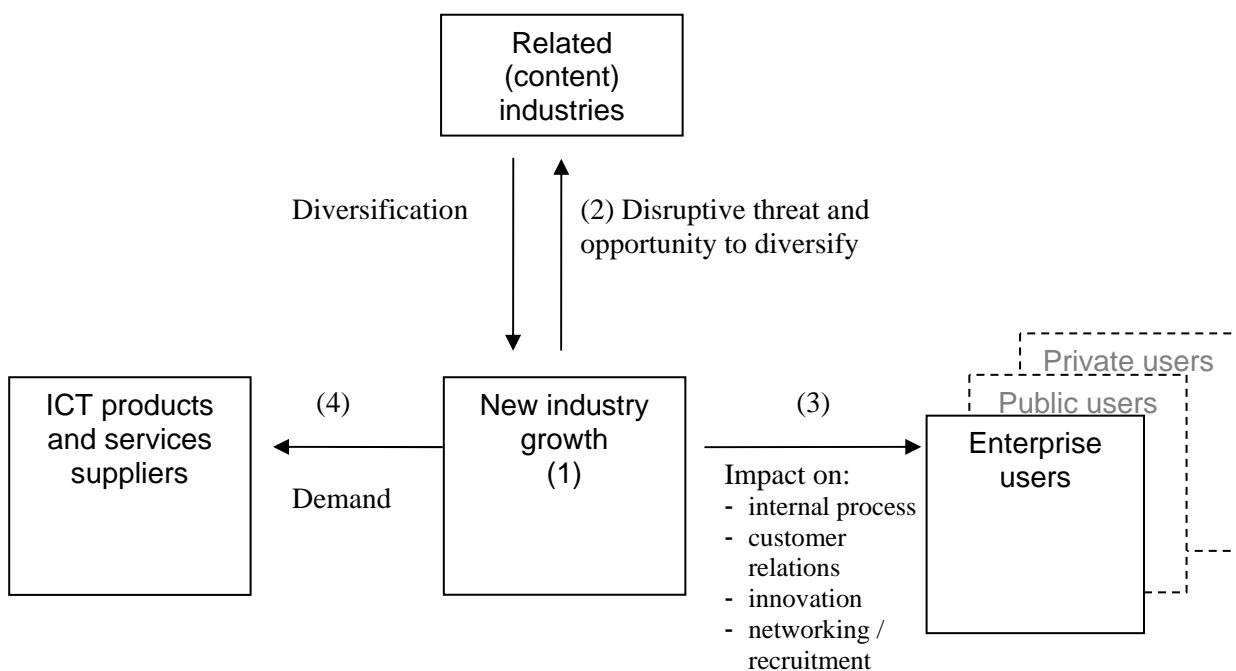 Related
(content)
industries
Diversification
(2) Disruptive threat and
opportunity to diversify
Private users
Public users
ICT products
and services
suppliers
(4)
Demand
New industry
growth
(1)
(3)
Impact on:
- internal process
- customer
relations
- innovation
- networking /
recruitment
Enterprise
users